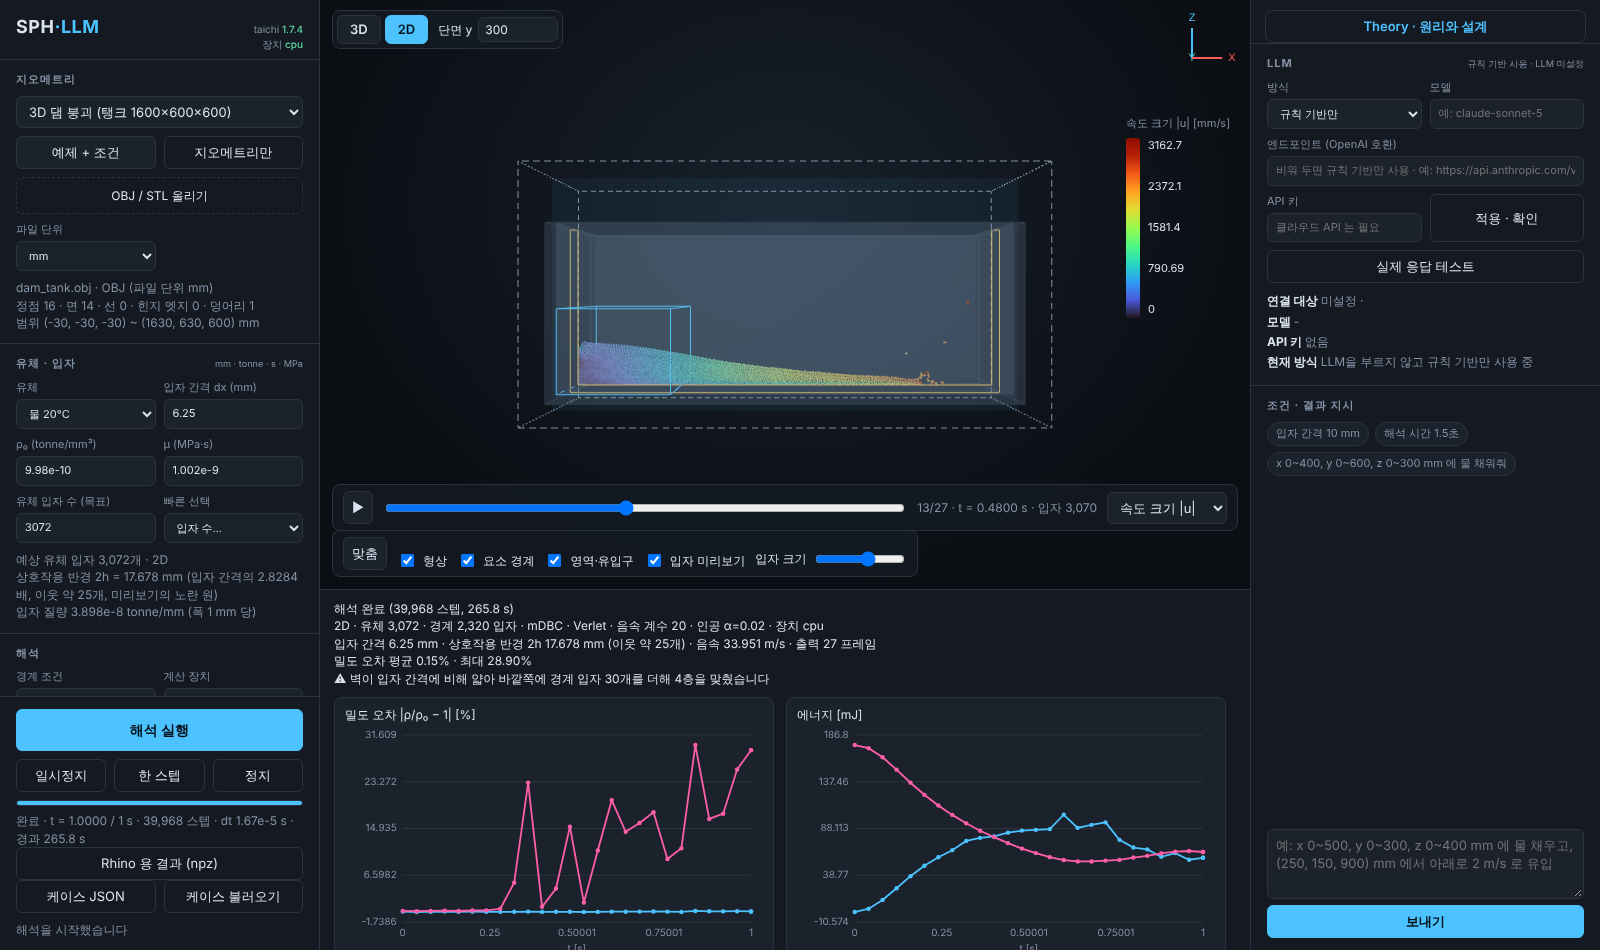 SPH·LLM
taichi 1.7.4
장치 cpu
지오메트리
3D 댐 붕괴 (탱크 1600×600×600)
예제 + 조건
지오메트리만
OBJ / STL 올리기
파일 단위
mm
dam_tank.obj · OBJ (파일 단위 mm)
정점 16 · 면 14 · 선 0 · 힌지 엣지 0 · 덩어리 1
범위 (-30, -30, -30) ~ (1630, 630, 600) mm
유체 · 입자
mm · tonne · s · MPa
유체
입자 간격 dx (mm)
물 20°C
6.25
ρ₀ (tonne/mm³)
μ (MPa·s)
9.98e-10
1.002e-9
유체 입자 수 (목표)
빠른 선택
3072
입자 수...
예상 유체 입자 3,072개 · 2D
상호작용 반경 2h = 17.678 mm (입자 간격의 2.8284
배, 이웃 약 25개, 미리보기의 노란 원)
입자 질량 3.898e-8 tonne/mm (폭 1 mm 당)
해석
경계 조건
계산 장치
해석 실행
일시정지
한 스텝
정지
완료 · t = 1.0000 / 1 s · 39,968 스텝 · dt 1.67e-5 s ·
경과 265.8 s
Rhino 용 결과 (npz)
케이스 JSON
케이스 불러오기
해석을 시작했습니다
3D
2D
단면 y
300
Z
X
속도 크기 |u| [mm/s]
3162.7
2372.1
1581.4
790.69
0
13/27 · t = 0.4800 s · 입자 3,070
속도 크기 |u|
맞춤
형상
요소 경계
영역·유입구
입자 미리보기
입자 크기
해석 완료 (39,968 스텝, 265.8 s)
2D · 유체 3,072 · 경계 2,320 입자 · mDBC · Verlet · 음속 계수 20 · 인공 α=0.02 · 장치 cpu
입자 간격 6.25 mm · 상호작용 반경 2h 17.678 mm (이웃 약 25개) · 음속 33.951 m/s · 출력 27 프레임
밀도 오차 평균 0.15% · 최대 28.90%
⚠ 벽이 입자 간격에 비해 얇아 바깥쪽에 경계 입자 30개를 더해 4층을 맞췄습니다
밀도 오차 |ρ/ρ₀ − 1| [%]
31.609
23.272
14.935
6.5982
-1.7386
0
0.25
0.50001
0.75001
1
t [s]
에너지 [mJ]
186.8
137.46
88.113
38.77
-10.574
0
0.25
0.50001
0.75001
1
t [s]
Theory · 원리와 설계
LLM
규칙 기반 사용 · LLM 미설정
방식
모델
규칙 기반만
예: claude-sonnet-5
엔드포인트 (OpenAI 호환)
비워 두면 규칙 기반만 사용 · 예: https://api.anthropic.com/v
API 키
클라우드 API 는 필요
적용 · 확인
실제 응답 테스트
연결 대상 미설정 ·
모델 -
API 키 없음
현재 방식 LLM을 부르지 않고 규칙 기반만 사용 중
조건 · 결과 지시
입자 간격 10 mm
해석 시간 1.5초
x 0~400, y 0~600, z 0~300 mm 에 물 채워줘
예: x 0~500, y 0~300, z 0~400 mm 에 물 채우고,
(250, 150, 900) mm 에서 아래로 2 m/s 로 유입
보내기